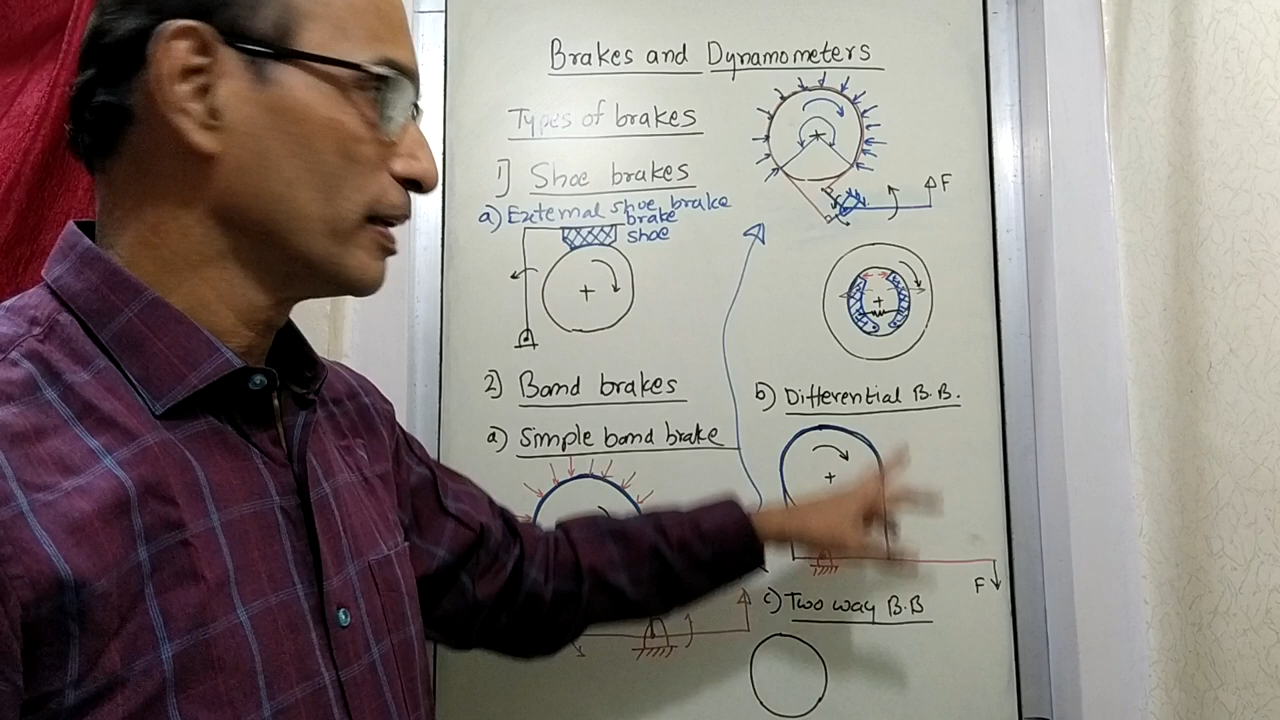 Brakes and Dynamometers
Types of brakes
1) Shoe brakes
a) External shoe brake
brake
shoe
F
2) Band brakes
a) Simple band brake
b) Differential B.B.
F
c) Two way B.B